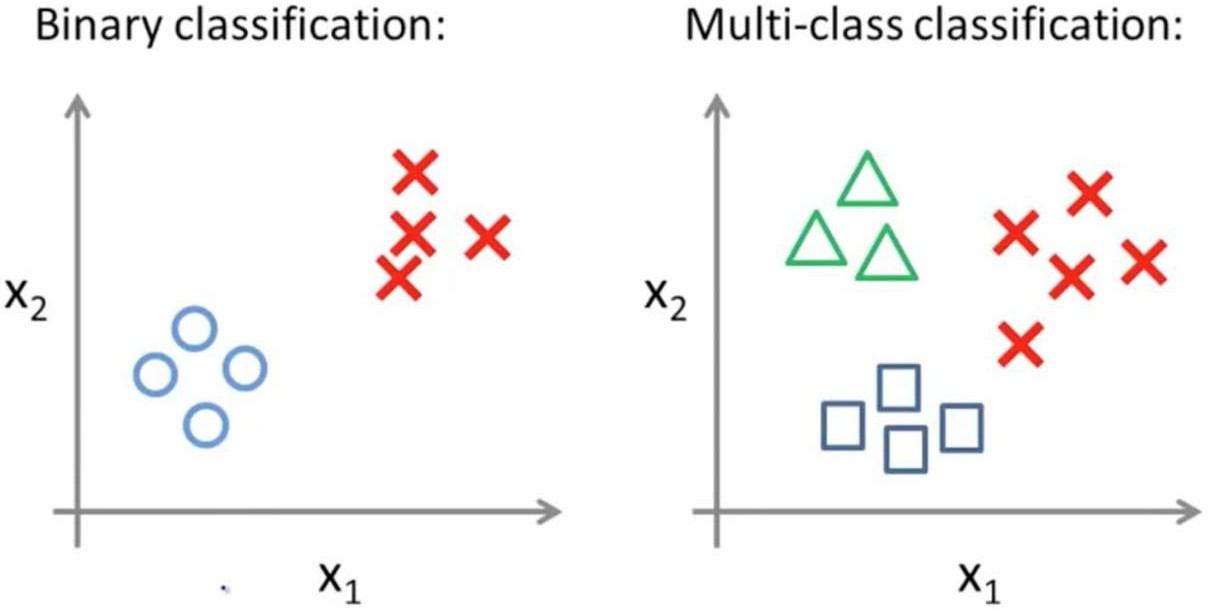 Binary classification:
x₂
x₁
Multi-class classification:
x₂
x₁